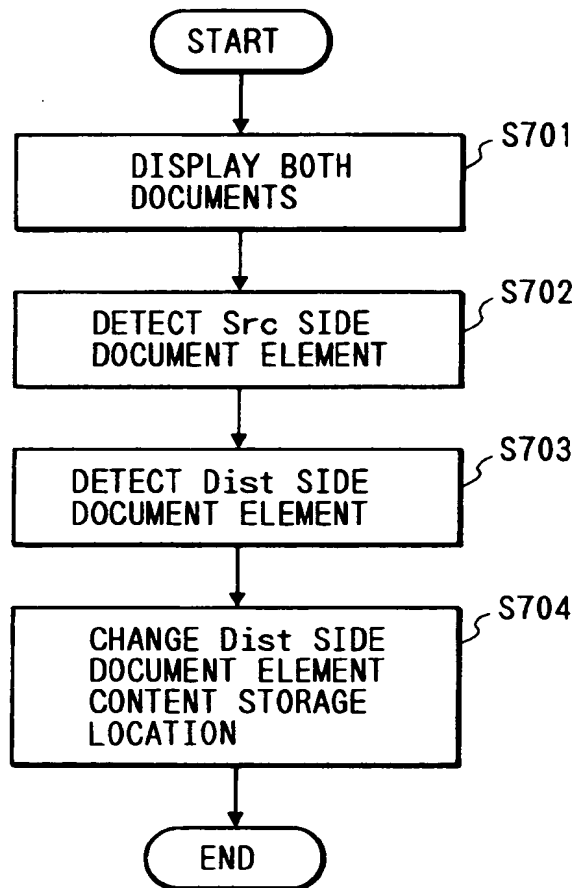 START
S701
DISPLAY BOTH
DOCUMENTS
S702
DETECT Src SIDE
DOCUMENT ELEMENT
S703
DETECT Dist SIDE
DOCUMENT ELEMENT
S704
CHANGE Dist SIDE
DOCUMENT ELEMENT
CONTENT STORAGE
LOCATION
END